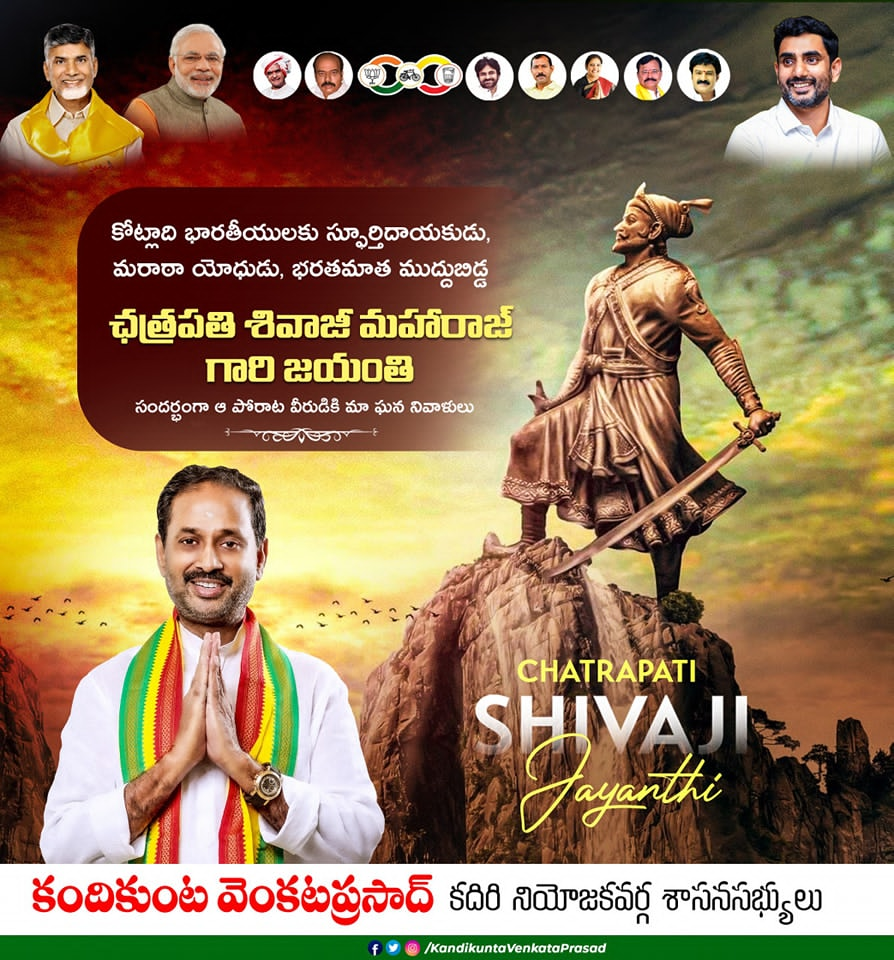 కోట్లాది భారతీయులకు స్ఫూర్తిదాయకుడు,
మరాఠా యోధుడు, భరతమాత ముద్దుబిడ్డ
ఛత్రపతి శివాజీ మహారాజ్
గారి జయంతి
సందర్భంగా ఆ పోరాట వీరుడికి మా ఘన నివాళులు
CHATRAPATI
SHIVAJI
Jayanthi
కందికుంట వెంకటప్రసాద్ కదిరి నియోజకవర్గ శాసనసభ్యులు
/KandikuntaVenkataPrasad